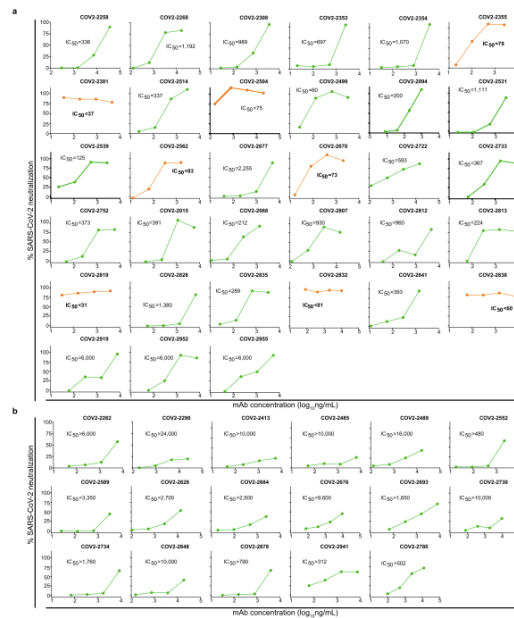 a
COV2-2258 COV2-2268 COV2-2308 COV2-2353 COV2-2354 COV2-2355
IC50=338 IC50=1,192 IC50=989 IC50=697 IC50=1,070 IC50=79
COV2-2381 COV2-2514 COV2-2504 COV2-2499 COV2-2094 COV2-2531
IC50=37 IC50=337 IC50=75 IC50=60 IC50=200 IC50=1,111
COV2-2539 COV2-2562 COV2-2677 COV2-2678 COV2-2722 COV2-2733
IC50=125 IC50=93 IC50=2,255 IC50=73 IC50=593 IC50=367
COV2-2752 COV2-2015 COV2-2068 COV2-2807 COV2-2812 COV2-2813
IC50=373 IC50=391 IC50=212 IC50=960 IC50=224
COV2-2819 COV2-2828 COV2-2835 COV2-2832 COV2-2841 COV2-2838
IC50=31 IC50>1,380 IC50=289 IC50=81 IC50=393 IC50=60
COV2-2919 COV2-2952 COV2-2955
IC50=6,000 IC50=6,000 IC50=6,000
% SARS-CoV-2 neutralization
mAb concentration (log10ng/mL)
b
COV2-2262 COV2-2290 COV2-2413 COV2-2485 COV2-2489 COV2-2552
IC50>6,000 IC50>24,000 IC50>10,000 IC50>10,000 IC50>16,000 IC50>480
COV2-2589 COV2-2628 COV2-2684 COV2-2676 COV2-2693 COV2-2730
IC50>3,350 IC50>2,700 IC50>2,500 IC50>9,600 IC50>1,650 IC50>10,000
COV2-2734 COV2-2848 COV2-2878 COV2-2941 COV2-2780
IC50>1,760 IC50>10,000 IC50>700 IC50>312 IC50>502
% SARS-CoV-2 neutralization
mAb concentration (log10ng/mL)